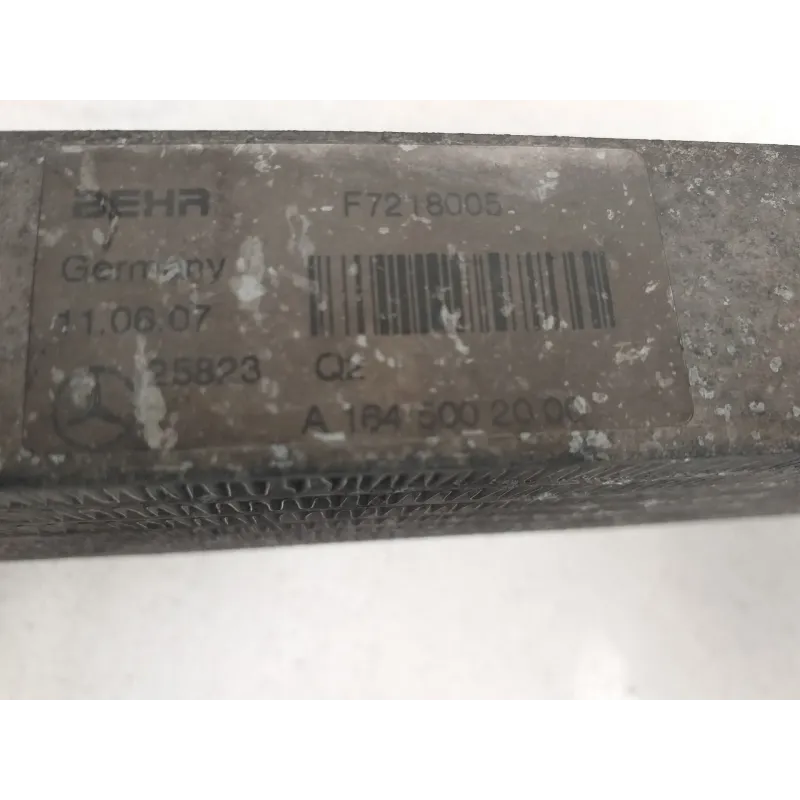 BEHR F7218005
Germany
11.06.07
25823 Q2
A 164 500 20 00